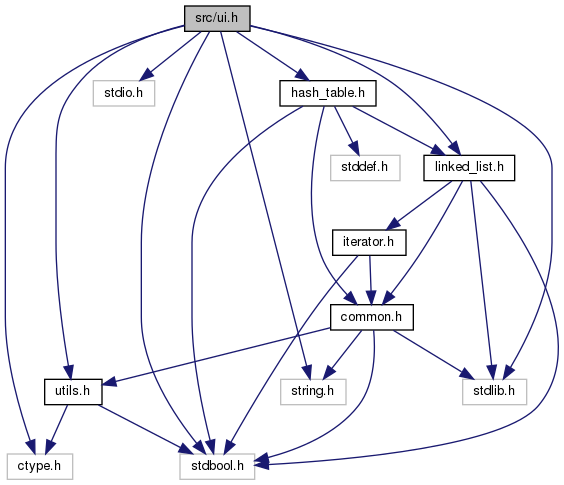 src/ui.h
stdio.h
hash_table.h
stddef.h
linked_list.h
iterator.h
common.h
utils.h
string.h
stdlib.h
ctype.h
stdbool.h